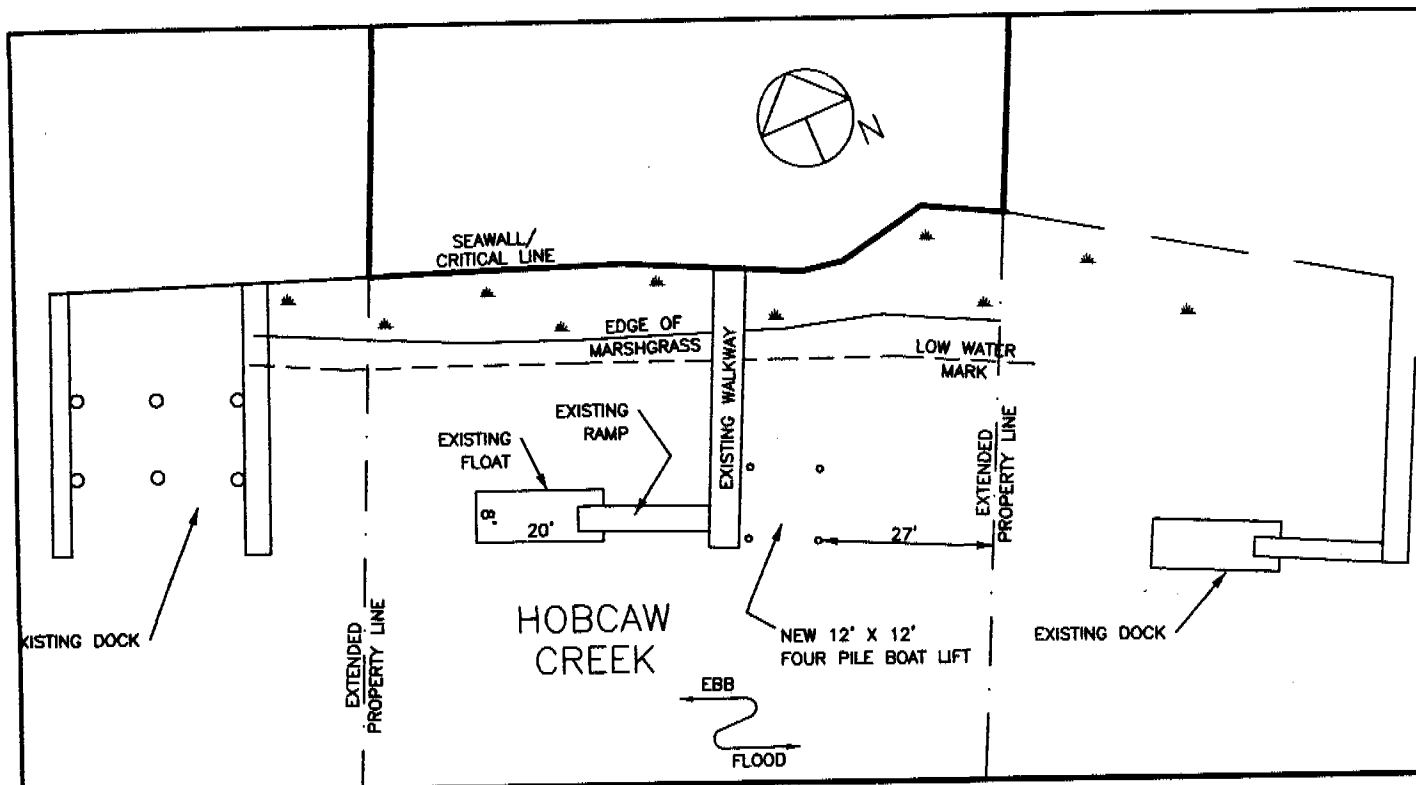 N
SEAWALL/
CRITICAL LINE
EDGE OF
MARSHGRASS
LOW WATER
MARK
EXISTING WALKWAY
EXISTING
RAMP
EXISTING
FLOAT
8'
20'
27'
EXTENDED
PROPERTY LINE
XISTING DOCK
HOBCAW
CREEK
NEW 12' X 12'
FOUR PILE BOAT LIFT
EXISTING DOCK
EXTENDED
PROPERTY LINE
EBB
FLOOD